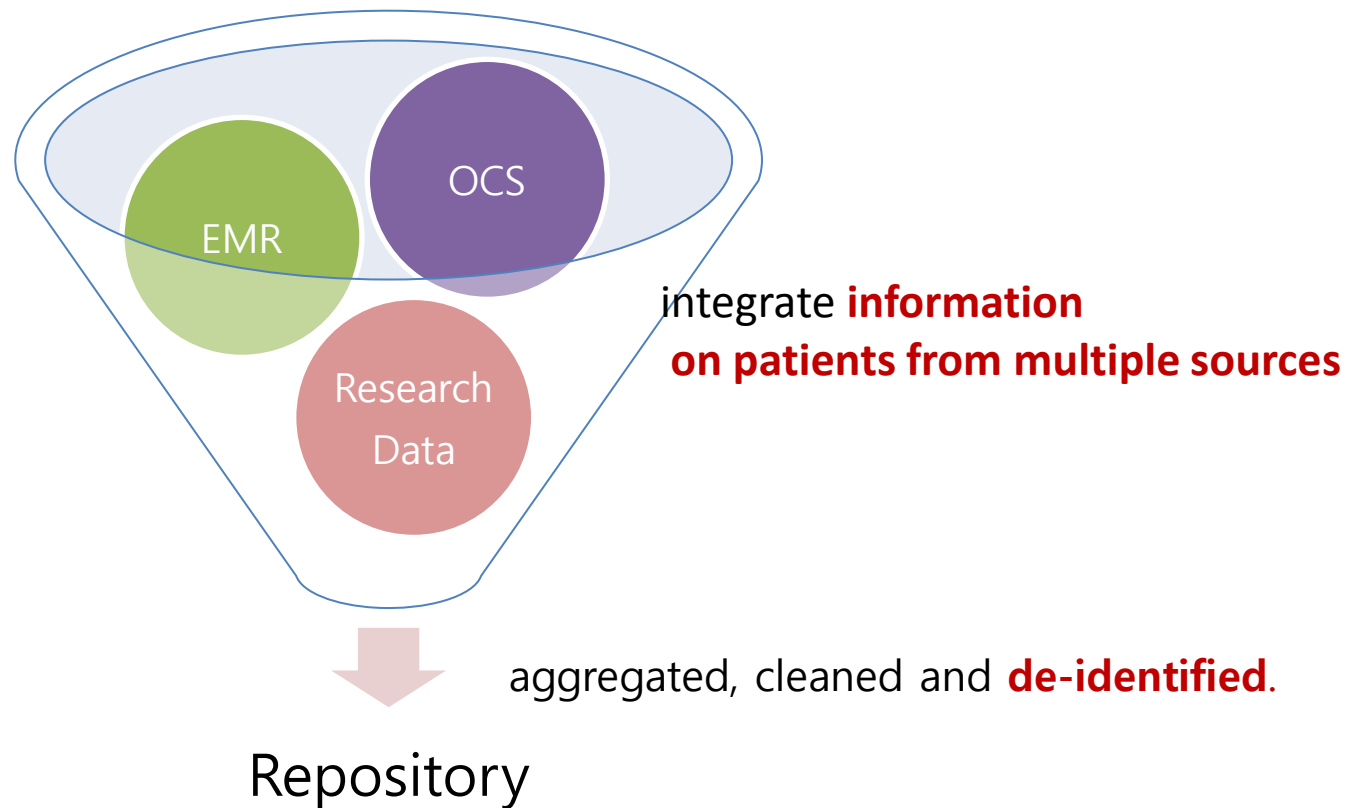 OCS
EMR
integrate information
on patients from multiple sources
Research
Data
aggregated, cleaned and de-identified.
Repository